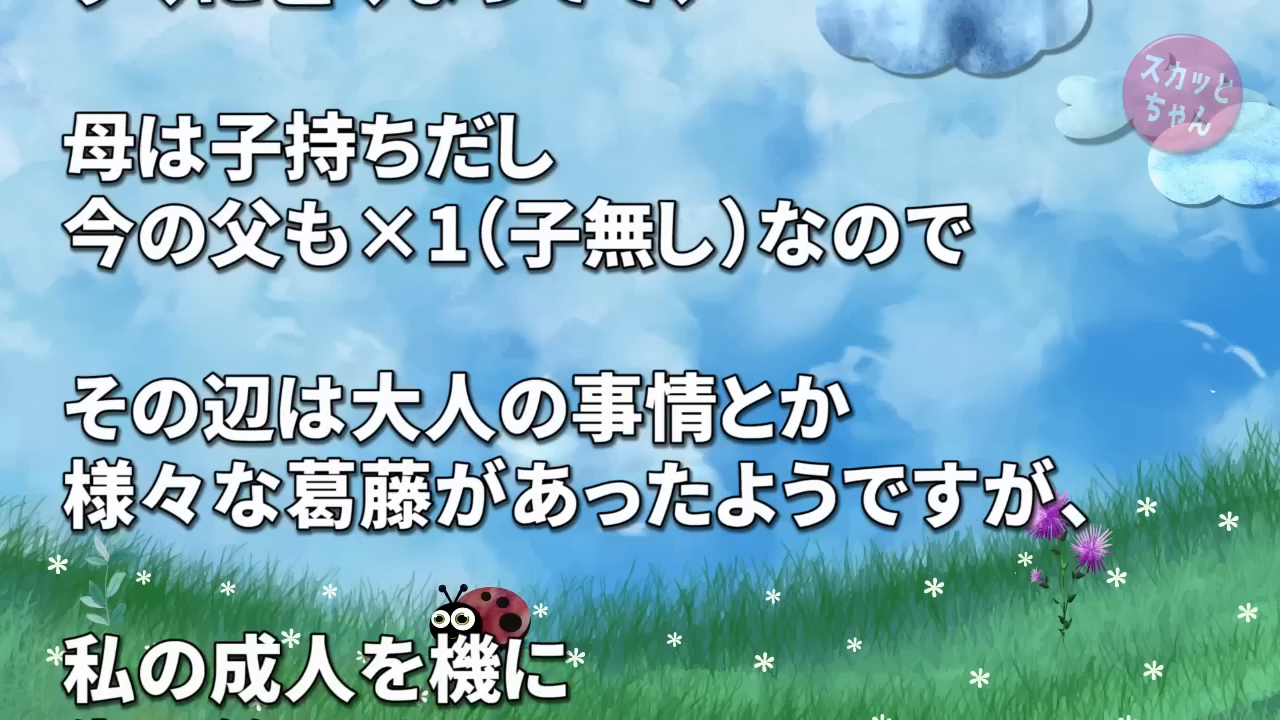 母は子持ちだし
今の父も×1（子無し）なので
その辺は大人の事情とか
様々な葛藤があったようですが、
私の成人を機に
スカッと
ちゃん